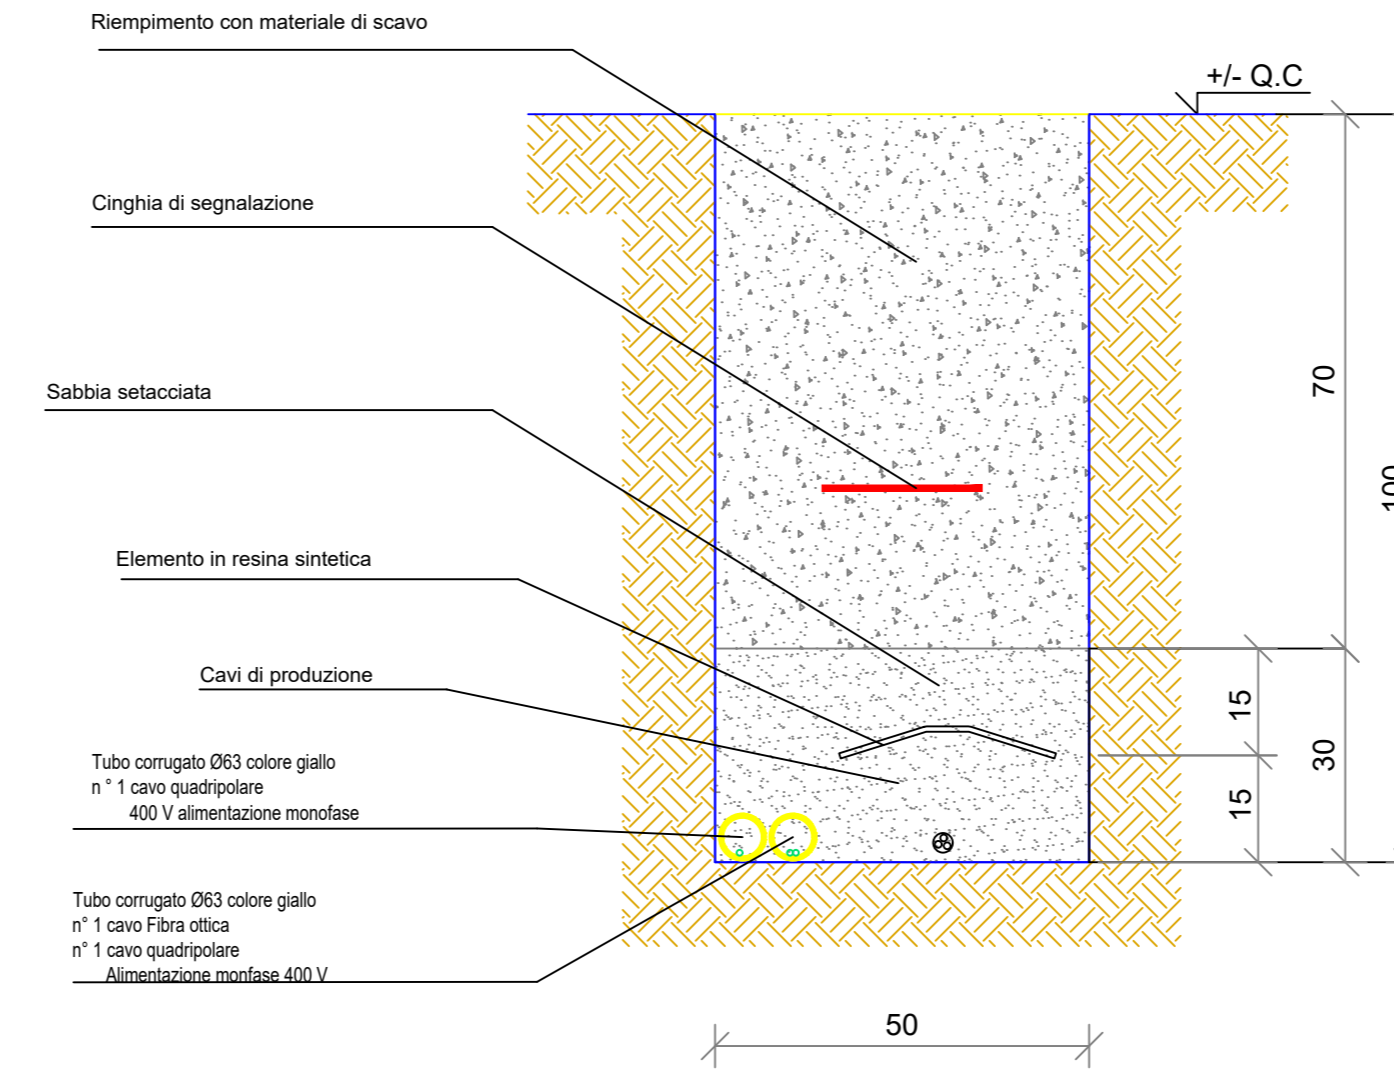 Riempimento con materiale di scavo
+/- Q.C
Cinghia di segnalazione
70
Sabbia setacciata
100
Elemento in resina sintetica
Cavi di produzione
15
30
15
Tubo corrugato Ø63 colore giallo
n ° 1 cavo quadripolare
400 V alimentazione monofase
Tubo corrugato Ø63 colore giallo
n° 1 cavo Fibra ottica
n° 1 cavo quadripolare
Alimentazione monfase 400 V
50